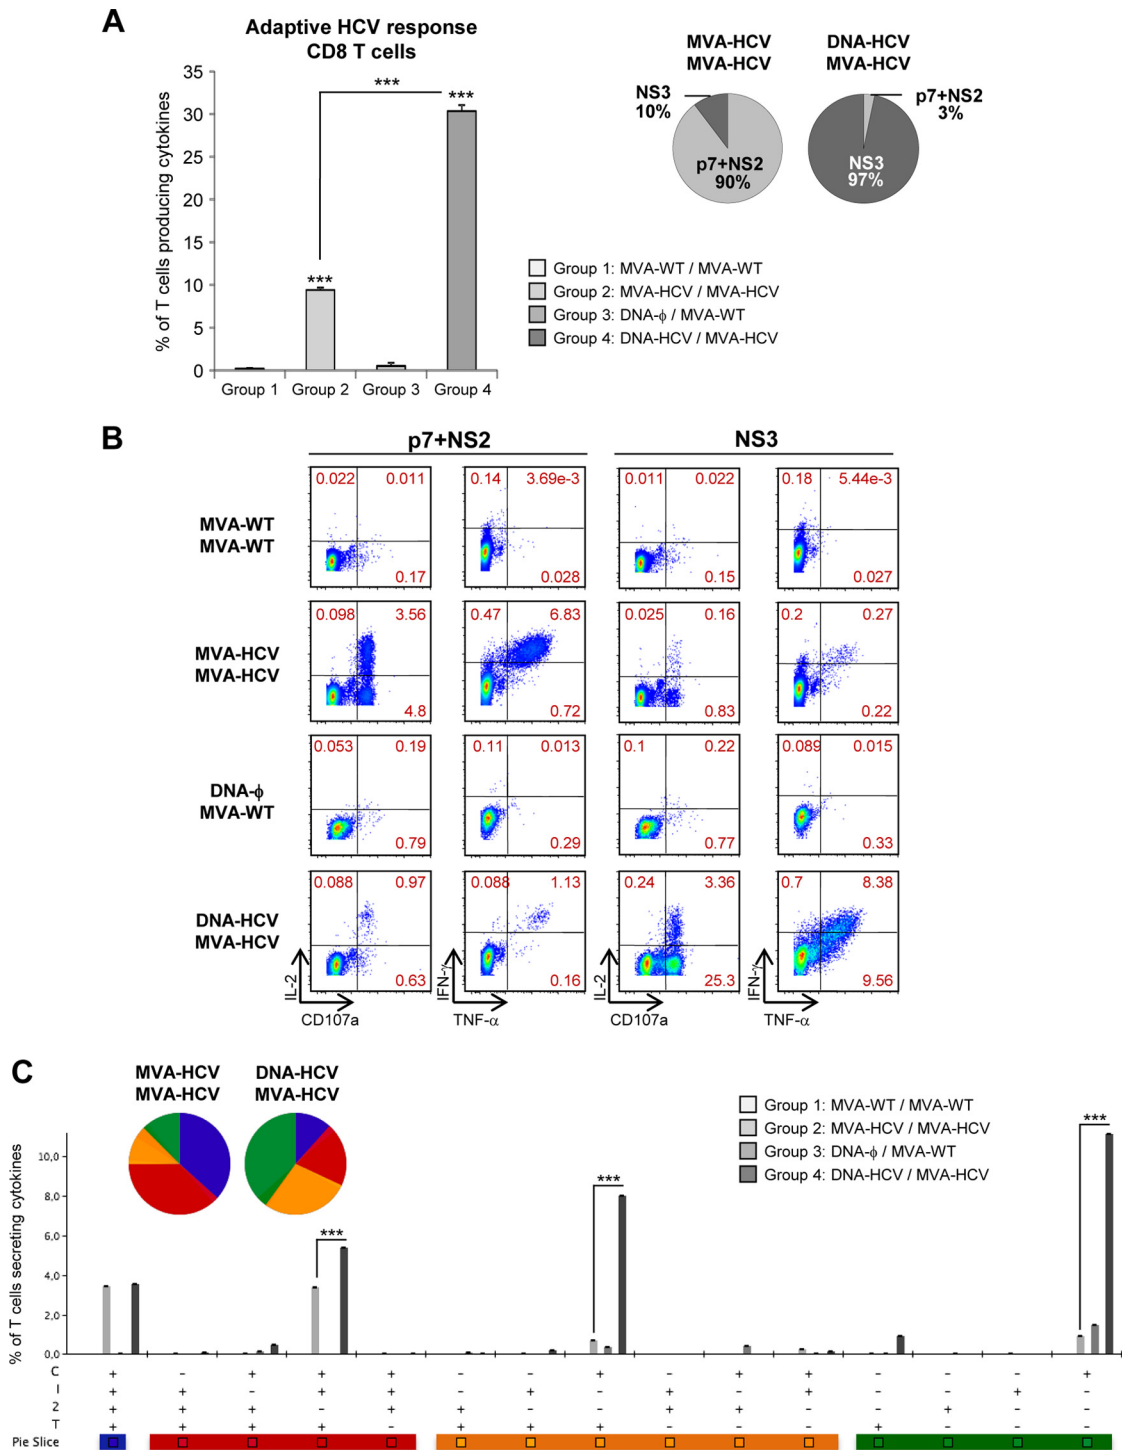 A
Adaptive HCV response
CD8 T cells
% of T cells producing cytokines
35
30
25
20
15
10
5
0
***
***
***
Group 1
Group 2
Group 3
Group 4
MVA-HCV
MVA-HCV
DNA-HCV
MVA-HCV
NS3
10%
p7+NS2
90%
p7+NS2
3%
NS3
97%
Group 1: MVA-WT / MVA-WT
Group 2: MVA-HCV / MVA-HCV
Group 3: DNA-ϕ / MVA-WT
Group 4: DNA-HCV / MVA-HCV
B
p7+NS2
NS3
MVA-WT
MVA-WT
0.022 0.011 0.17
0.14 3.69e-3 0.028
0.011 0.022 0.15
0.18 5.44e-3 0.027
MVA-HCV
MVA-HCV
0.098 3.56 4.8
0.47 6.83 0.72
0.025 0.16 0.83
0.2 0.27 0.22
DNA-ϕ
MVA-WT
0.053 0.19 0.79
0.11 0.013 0.29
0.1 0.22 0.77
0.089 0.015 0.33
DNA-HCV
MVA-HCV
0.088 0.97 0.63
0.088 1.13 0.16
0.24 3.36 25.3
0.7 8.38 9.56
IL-2
CD107a
IFN-γ
TNF-α
IL-2
CD107a
IFN-γ
TNF-α
C
MVA-HCV
MVA-HCV
DNA-HCV
MVA-HCV
Group 1: MVA-WT / MVA-WT
Group 2: MVA-HCV / MVA-HCV
Group 3: DNA-ϕ / MVA-WT
Group 4: DNA-HCV / MVA-HCV
% of T cells secreting cytokines
10,0
8,0
6,0
4,0
2,0
0,0
***
***
***
C + - + + + - - + - + + - - - +
I + + - + + - + - + - + - - + -
2 + + + - + + - - + + - - + - -
T + + + + - + + + - - - + - - -
Pie Slice